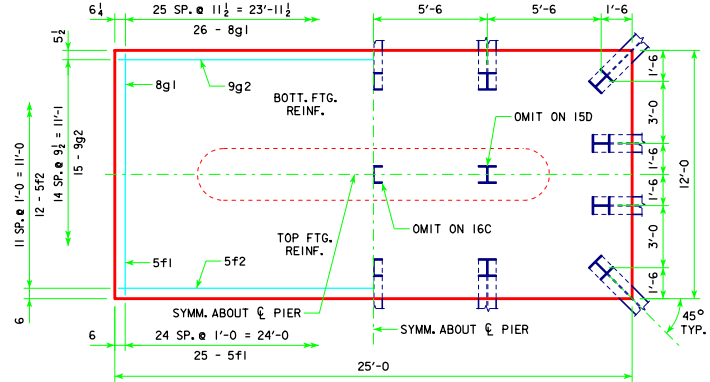 6¼
25 SP. @ 11½ = 23'-11½
26 - 8g1
5'-6
5'-6
1'-6
5½
8g1
9g2
BOTT. FTG.
REINF.
OMIT ON 15D
1'-6
3'-0
1'-6
1'-6
3'-0
1'-6
12'-0
11 SP. @ 1'-0 = 11'-0
12 - 5f2
14 SP. @ 9½ = 11'-1
15 - 9g2
OMIT ON 16C
TOP FTG.
REINF.
5f1
5f2
6
SYMM. ABOUT ℄ PIER
SYMM. ABOUT ℄ PIER
45°
TYP.
6
24 SP. @ 1'-0 = 24'-0
25 - 5f1
25'-0